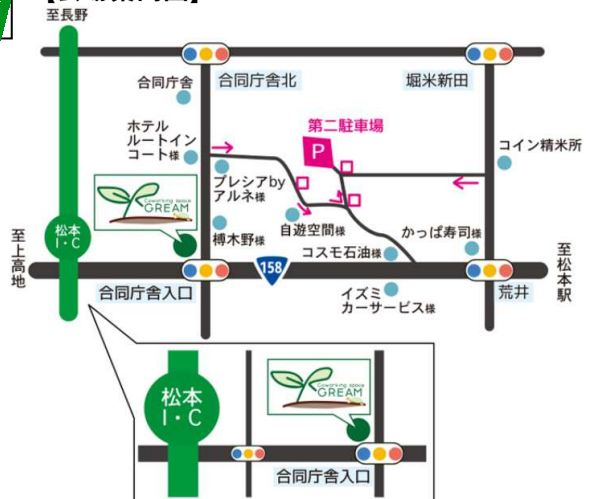 至長野
合同庁舎
合同庁舎北
堀米新田
ホテル
ルートイン
コート様
第二駐車場
P
コイン精米所
プレシアby
アルネ様
Coworking space
GREAM
自遊空間様
榑木野様
コスモ石油様
かっぱ寿司様
松本
I・C
至上高地
至松本駅
合同庁舎入口
158
荒井
イズミ
カーサービス様
松本
I・C
Coworking space
GREAM
合同庁舎入口